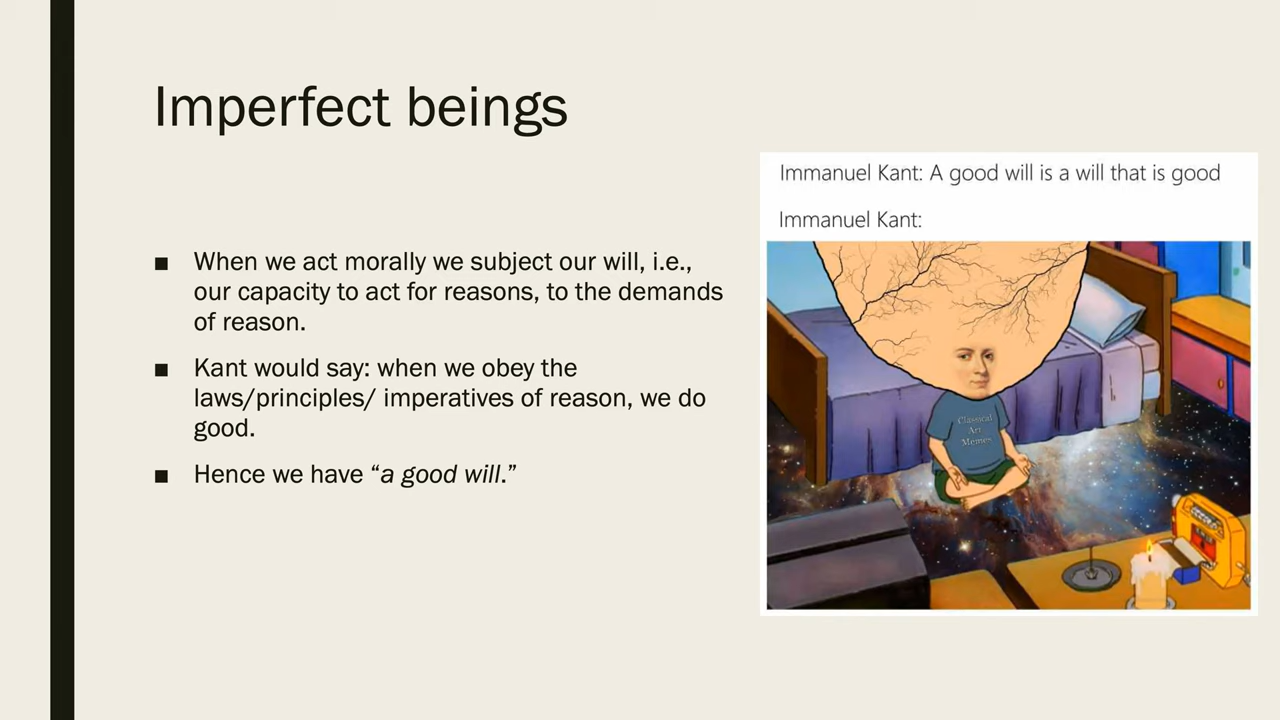 Imperfect beings
■ When we act morally we subject our will, i.e.,
our capacity to act for reasons, to the demands
of reason.
■ Kant would say: when we obey the
laws/principles/ imperatives of reason, we do
good.
■ Hence we have “a good will.”
Immanuel Kant: A good will is a will that is good
Immanuel Kant:
Classical
Art
Memes